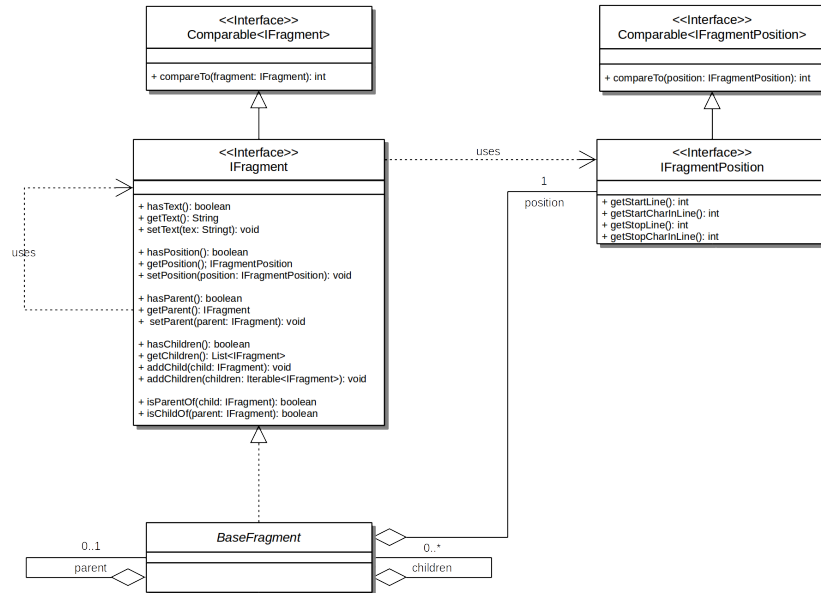 <<Interface>>
Comparable<IFragment>
+ compareTo(fragment: IFragment): int
<<Interface>>
Comparable<IFragmentPosition>
+ compareTo(position: IFragmentPosition): int
<<Interface>>
IFragment
+ hasText(): boolean
+ getText(): String
+ setText(tex: Stringt): void
+ hasPosition(): boolean
+ getPosition(); IFragmentPosition
+ setPosition(position: IFragmentPosition): void
+ hasParent(): boolean
+ getParent(): IFragment
+ setParent(parent: IFragment): void
+ hasChildren(): boolean
+ getChildren(): List<IFragment>
+ addChild(child: IFragment): void
+ addChildren(children: Iterable<IFragment>): void
+ isParentOf(child: IFragment): boolean
+ isChildOf(parent: IFragment): boolean
uses
uses
<<Interface>>
IFragmentPosition
+ getStartLine(): int
+ getStartCharInLine(): int
+ getStopLine(): int
+ getStopCharInLine(): int
1
position
BaseFragment
0..1
parent
0..*
children